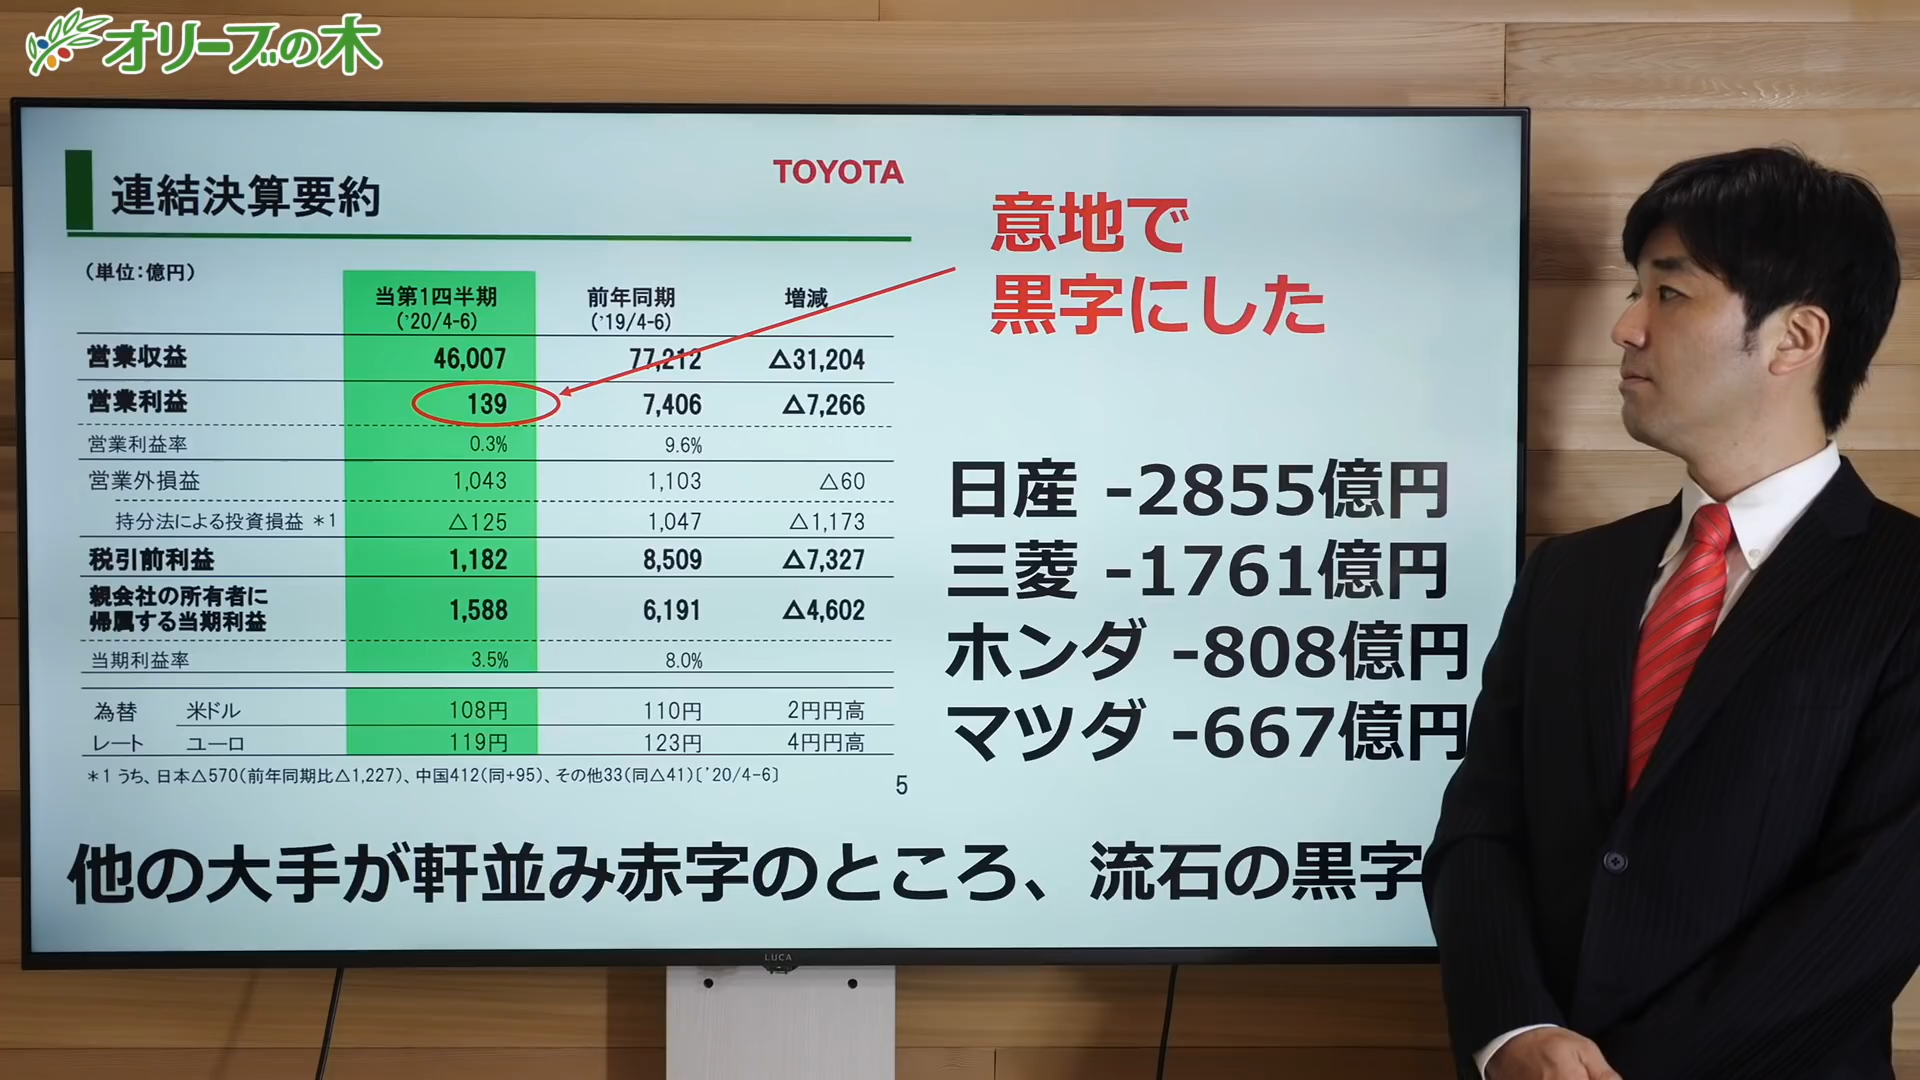 オリーブの木
連結決算要約
TOYOTA
意地で
黒字にした
(単位:億円)
当第1四半期 前年同期 増減
('20/4-6) ('19/4-6)
営業収益 46,007 77,212 △31,204
営業利益 139 7,406 △7,266
営業利益率 0.3% 9.6%
営業外損益 1,043 1,103 △60
持分法による投資損益 *1 △125 1,047 △1,173
税引前利益 1,182 8,509 △7,327
親会社の所有者に
帰属する当期利益 1,588 6,191 △4,602
当期利益率 3.5% 8.0%
為替 米ドル 108円 110円 2円円高
レート ユーロ 119円 123円 4円円高
*1 うち、日本△570(前年同期比△1,227)、中国412(同+95)、その他33(同△41)['20/4-6]
5
日産 -2855億円
三菱 -1761億円
ホンダ -808億円
マツダ -667億円
他の大手が軒並み赤字のところ、流石の黒字
LUCA